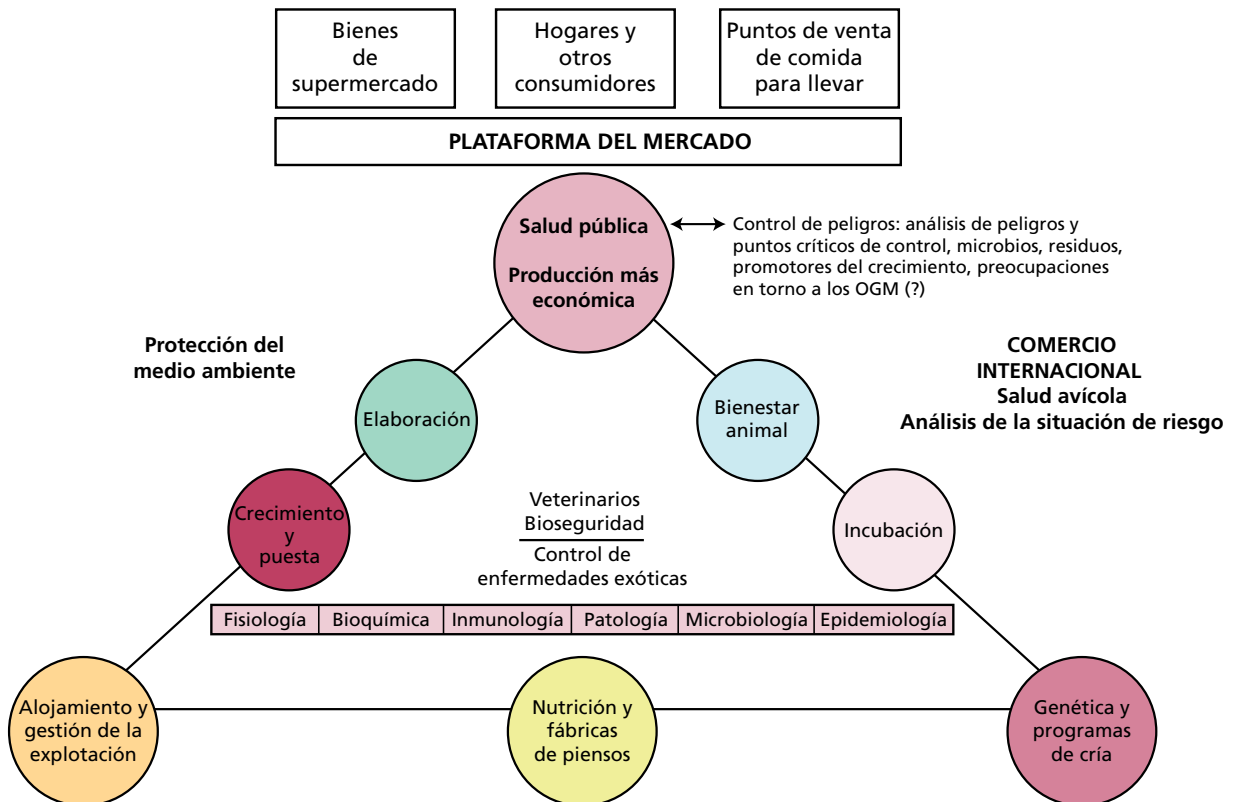 Bienes
de
supermercado
Hogares y
otros
consumidores
Puntos de venta
de comida
para llevar
PLATAFORMA DEL MERCADO
Salud pública
Producción más
económica
Control de peligros: análisis de peligros y
puntos críticos de control, microbios, residuos,
promotores del crecimiento, preocupaciones
en torno a los OGM (?)
Protección del
medio ambiente
COMERCIO
INTERNACIONAL
Salud avícola
Análisis de la situación de riesgo
Elaboración
Bienestar
animal
Crecimiento
y
puesta
Veterinarios
Bioseguridad
Control de
enfermedades exóticas
Incubación
Fisiología Bioquímica Inmunología Patología Microbiología Epidemiología
Alojamiento y
gestión de la
explotación
Nutrición y
fábricas
de piensos
Genética y
programas
de cría